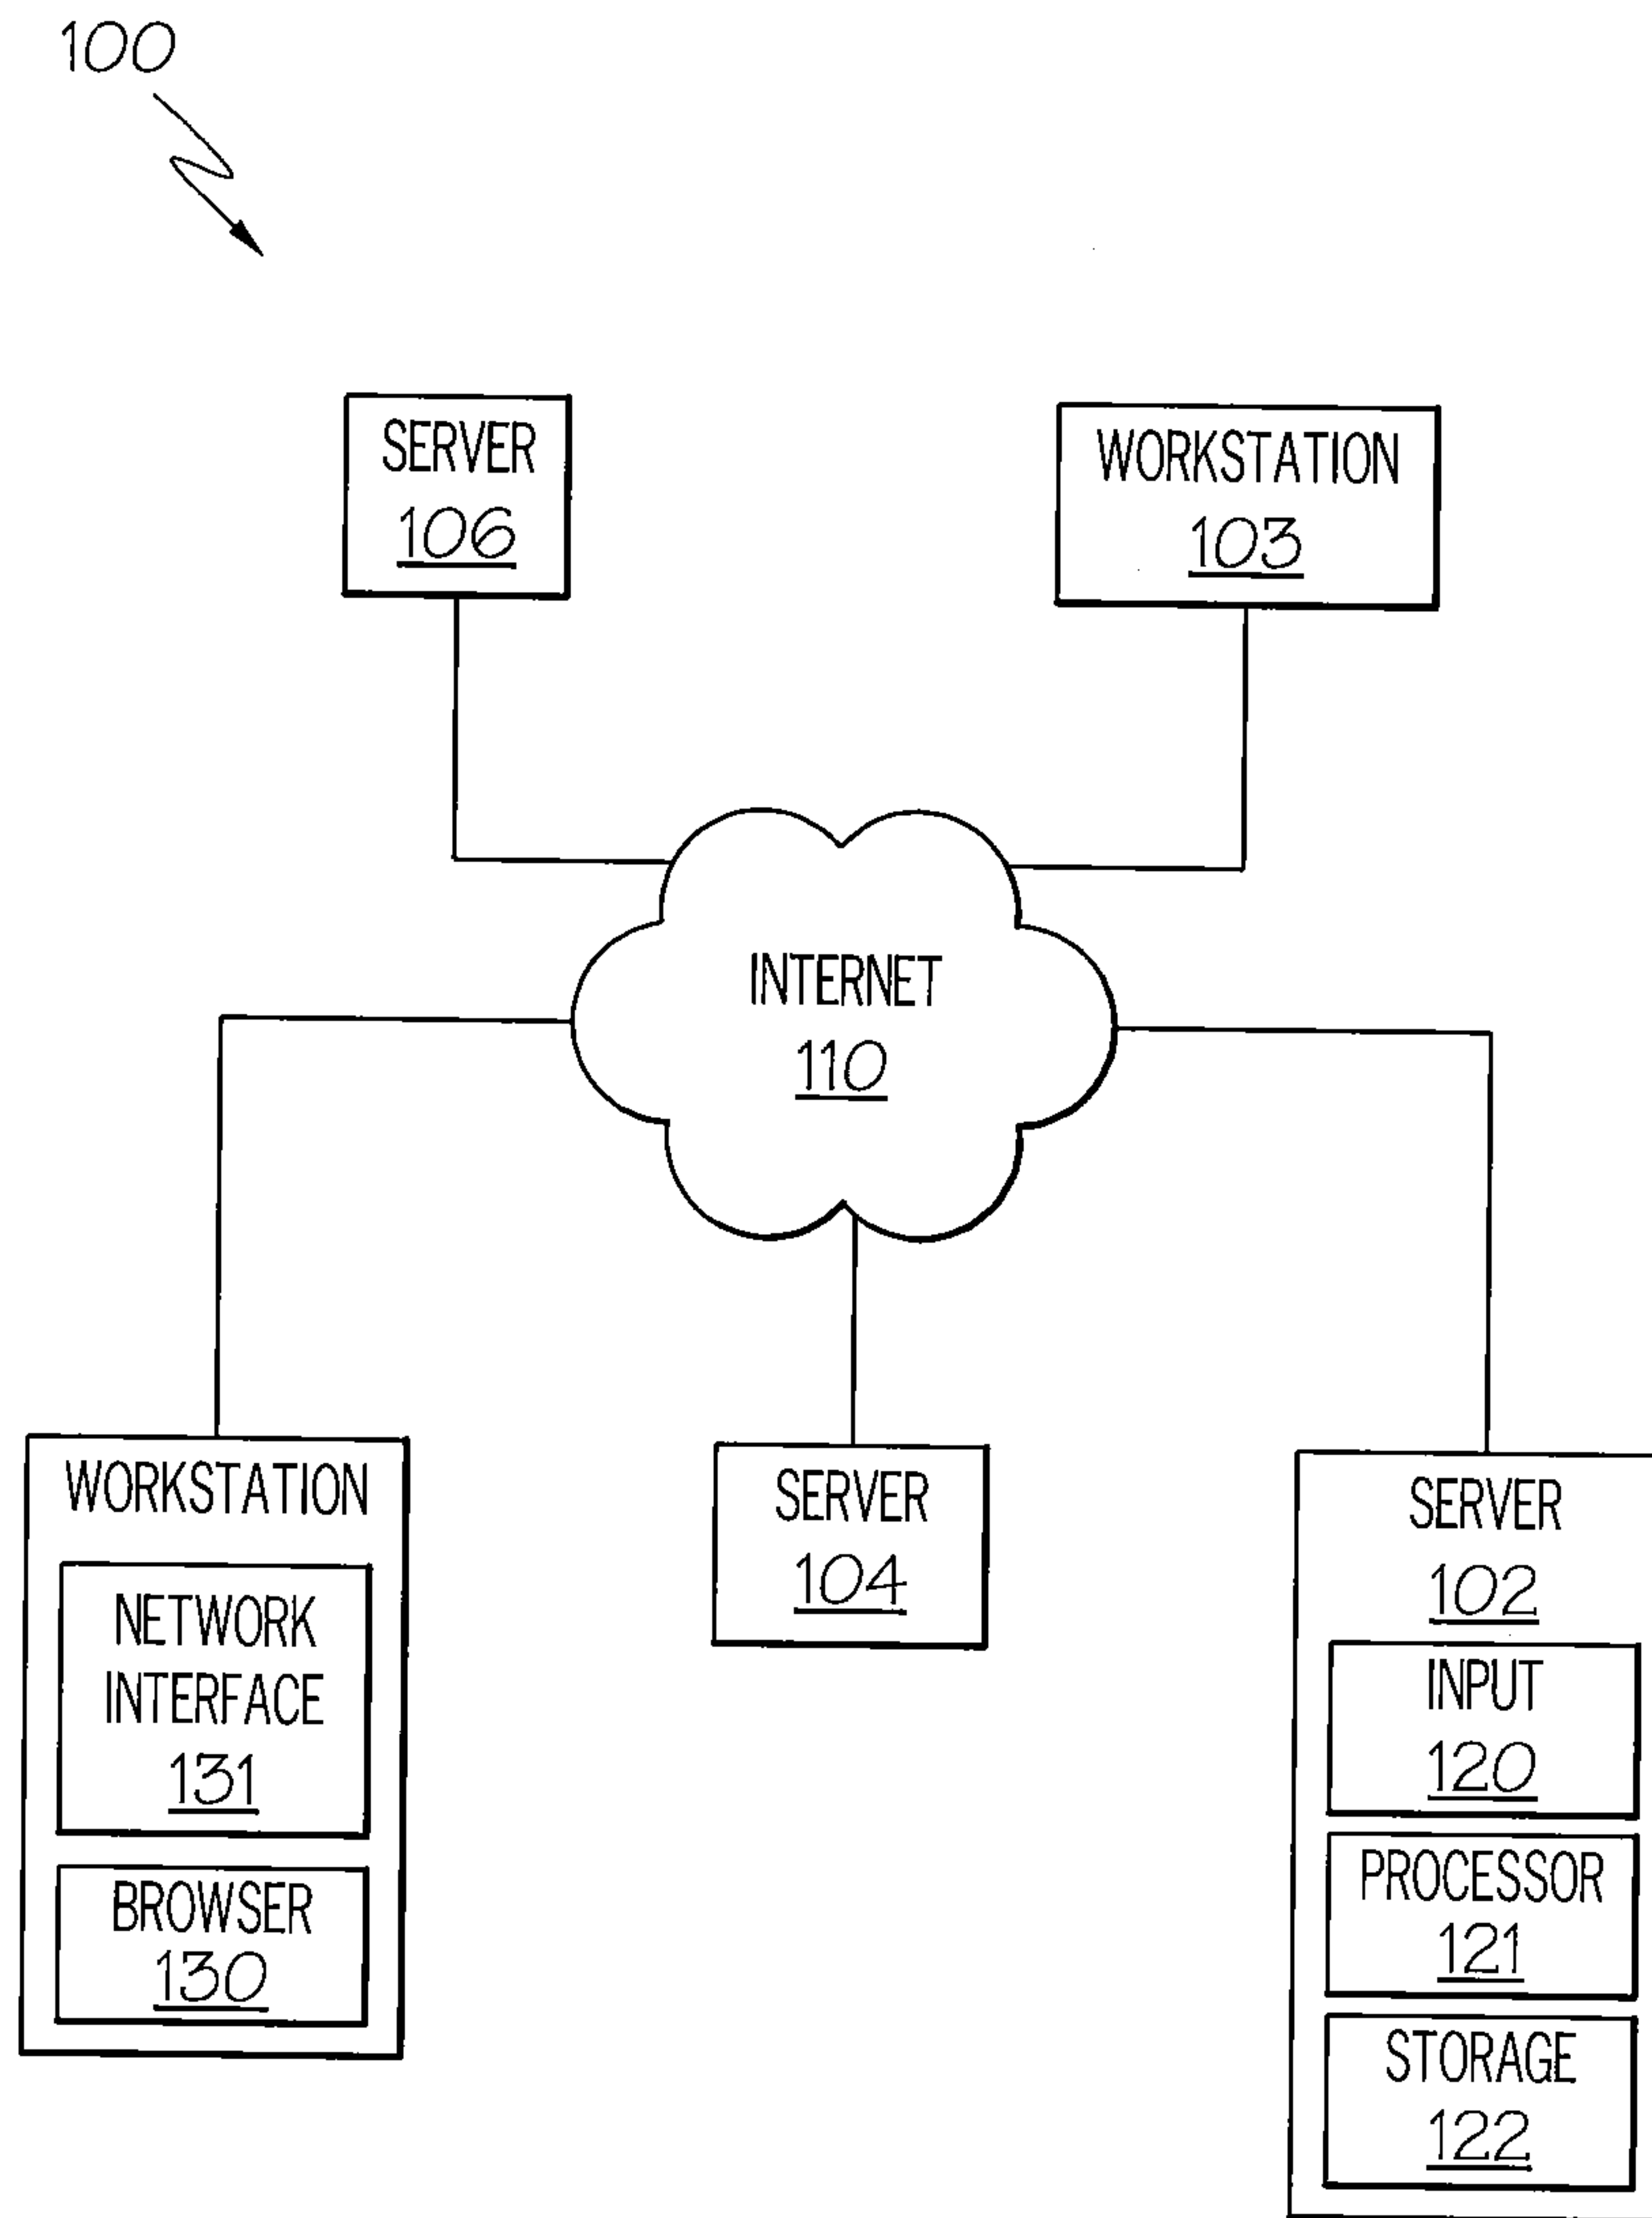 100
SERVER
106
WORKSTATION
103
INTERNET
110
WORKSTATION
NETWORK
INTERFACE
131
BROWSER
130
SERVER
104
SERVER
102
INPUT
120
PROCESSOR
121
STORAGE
122